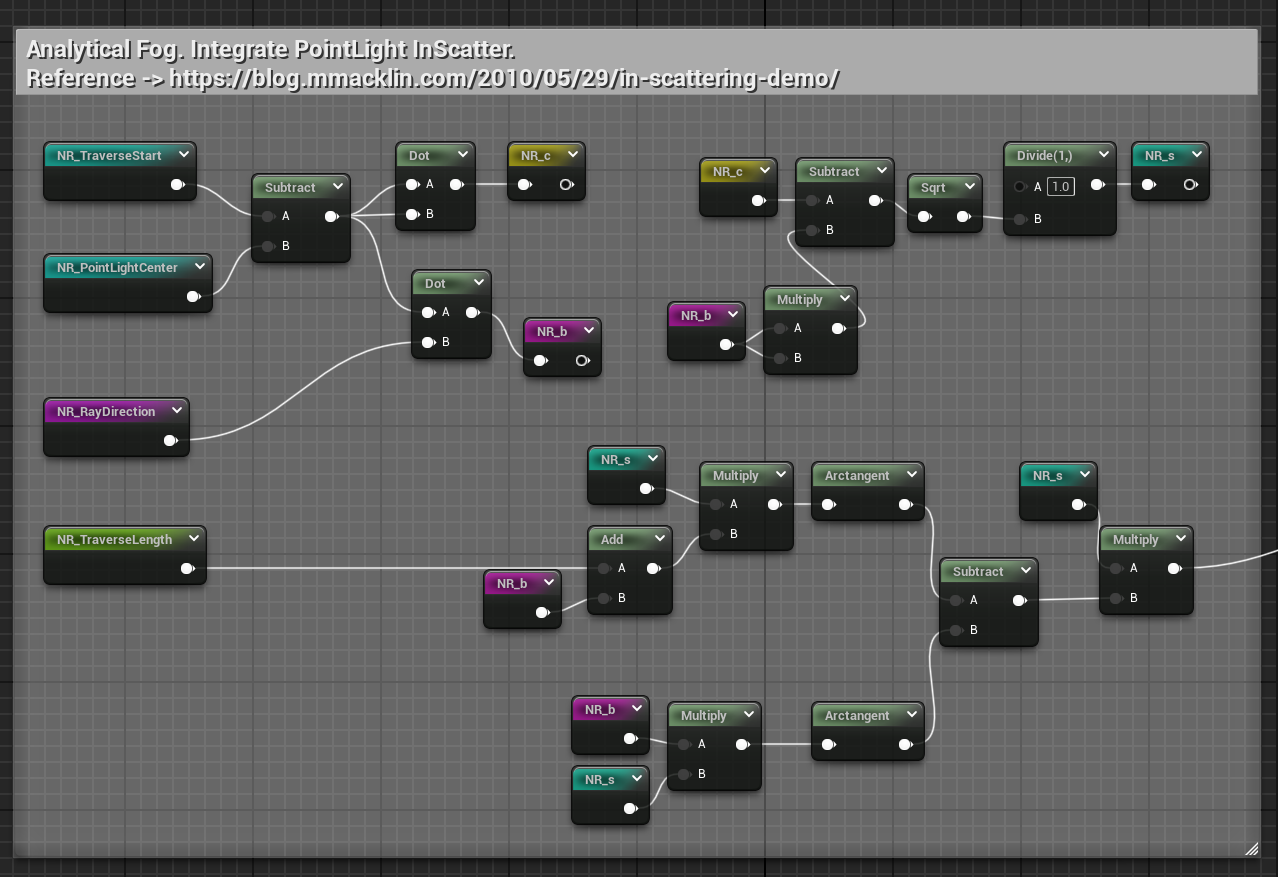 Analytical Fog. Integrate PointLight InScatter.
Reference -> https://blog.mmacklin.com/2010/05/29/in-scattering-demo/
NR_TraverseStart
Subtract
A
B
NR_PointLightCenter
Dot
A
B
NR_c
Dot
A
B
NR_b
NR_RayDirection
NR_c
Subtract
A
B
Sqrt
Divide(1,)
A 1.0
B
NR_s
NR_b
Multiply
A
B
NR_TraverseLength
NR_s
Multiply
A
B
Arctangent
Add
A
B
NR_b
NR_s
Multiply
A
B
Subtract
A
B
NR_b
Multiply
A
B
NR_s
Arctangent